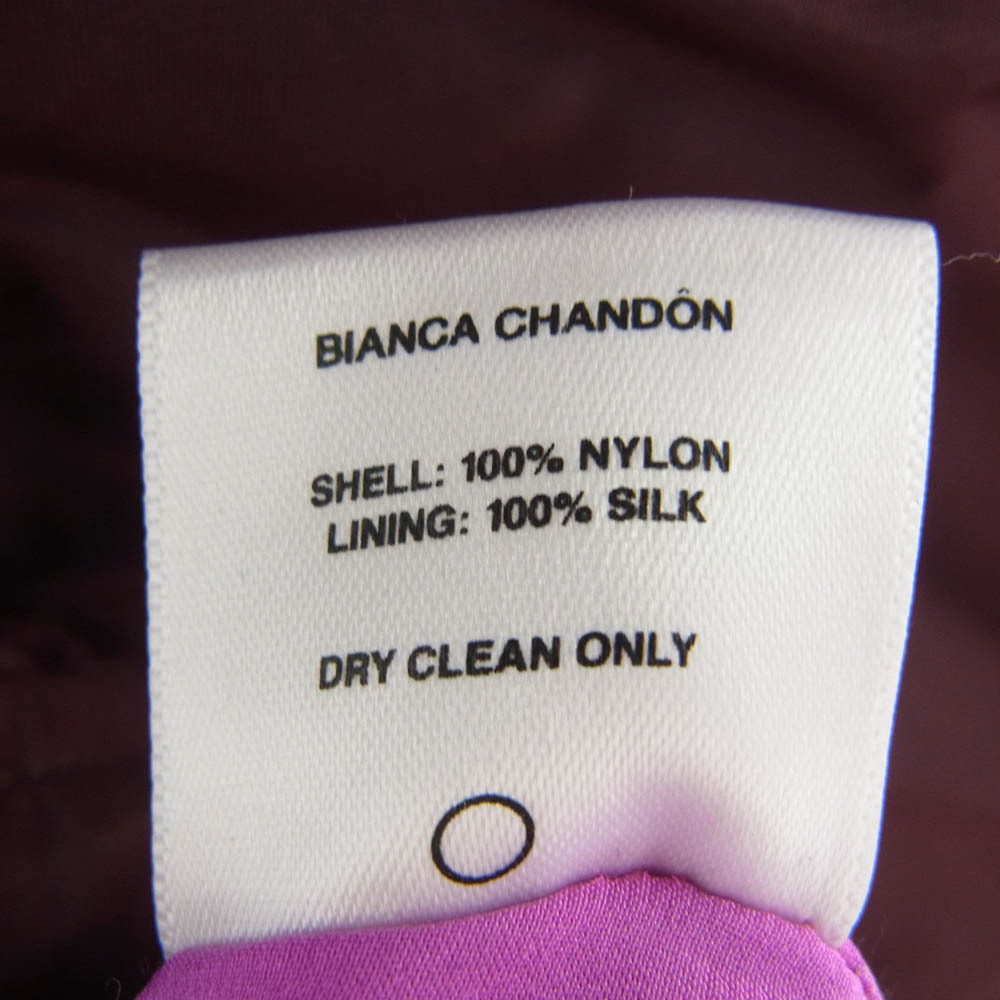 BIANCA CHANDÔN
SHELL: 100% NYLON
LINING: 100% SILK
DRY CLEAN ONLY